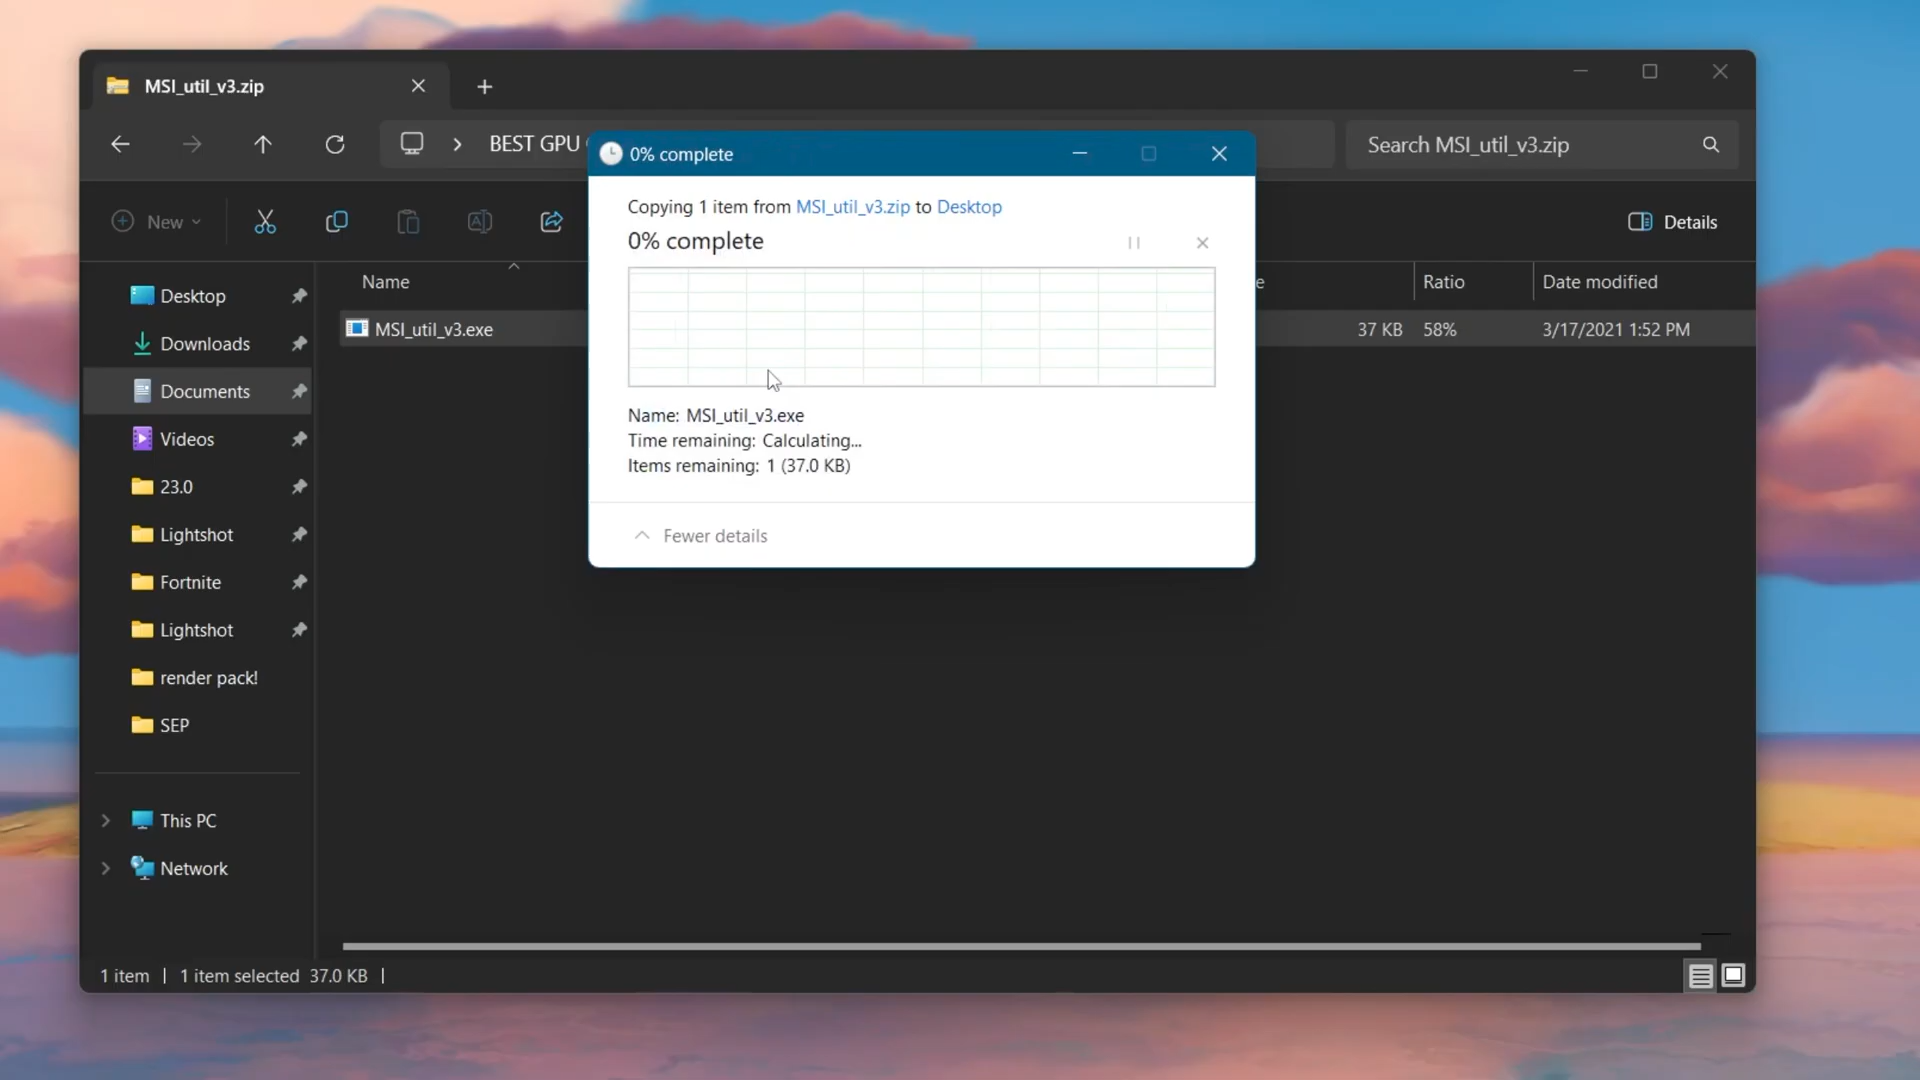 MSI_util_v3.zip
BEST GPU
Search MSI_util_v3.zip
0% complete
New
Details
Copying 1 item from MSI_util_v3.zip to Desktop
0% complete
Name: MSI_util_v3.exe
Time remaining: Calculating...
Items remaining: 1 (37.0 KB)
Fewer details
Name
e
Ratio
Date modified
MSI_util_v3.exe
37 KB
58%
3/17/2021 1:52 PM
Desktop
Downloads
Documents
Videos
23.0
Lightshot
Fortnite
Lightshot
render pack!
SEP
This PC
Network
1 item
1 item selected 37.0 KB